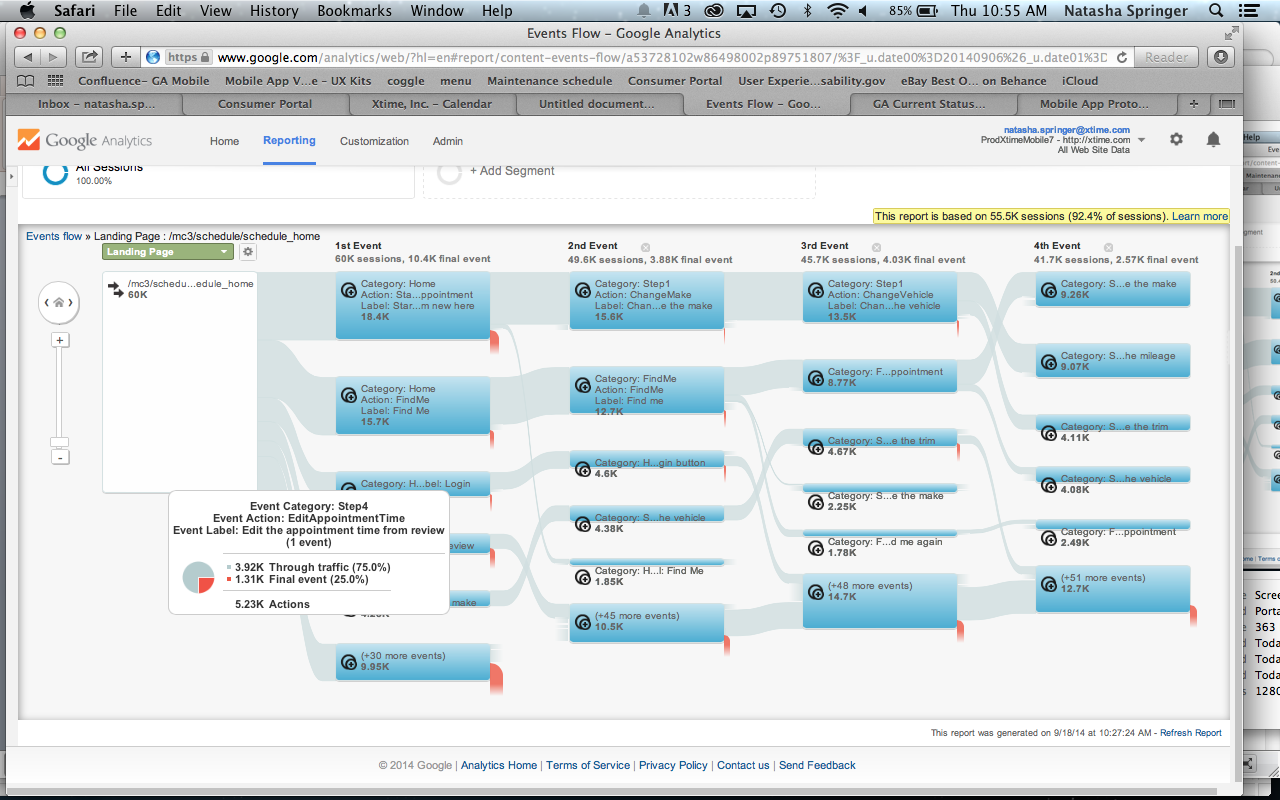 Safari File Edit View History Bookmarks Window Help 3 85% Thu 10:55 AM Natasha Springer
Events Flow – Google Analytics
https www.google.com/analytics/web/?hl=en#report/content-events-flow/a53728102w86498002p89751807/%3F_u.date00%3D20140906%26_u.date01%3D Reader
Confluence- GA Mobile Mobile App V...e - UX Kits coggle menu Maintenance schedule Consumer Portal User Experie...sability.gov eBay Best O... on Behance iCloud
Inbox – natasha.sp... Consumer Portal Xtime, Inc. – Calendar Untitled document... Events Flow – Goo... GA Current Status... Mobile App Proto... +
Google Analytics Home Reporting Customization Admin
natasha.springer@xtime.com
ProdXtimeMobile7 - http://xtime.com
All Web Site Data
All Sessions
100.00%
+ Add Segment
This report is based on 55.5K sessions (92.4% of sessions). Learn more
Events flow » Landing Page : /mc3/schedule/schedule_home
Landing Page
/mc3/schedu...edule_home
60K
+
-
1st Event
60K sessions, 10.4K final event
Category: Home
Action: Sta...ppointment
Label: Star...m new here
18.4K
Category: Home
Action: FindMe
Label: Find Me
15.7K
Category: H...bel: Login
eview
make
(+30 more events)
9.95K
Event Category: Step4
Event Action: EditAppointmentTime
Event Label: Edit the appointment time from review
(1 event)
3.92K Through traffic (75.0%)
1.31K Final event (25.0%)
5.23K Actions
2nd Event
49.6K sessions, 3.88K final event
Category: Step1
Action: ChangeMake
Label: Chan...e the make
15.6K
Category: FindMe
Action: FindMe
Label: Find me
12.7K
Category: H...gin button
4.6K
Category: S...he vehicle
4.38K
Category: H...l: Find Me
1.85K
(+45 more events)
10.5K
3rd Event
45.7K sessions, 4.03K final event
Category: Step1
Action: ChangeVehicle
Label: Chan...he vehicle
13.5K
Category: F...ppointment
8.77K
Category: S...e the trim
4.67K
Category: S...e the make
2.25K
Category: F...d me again
1.78K
(+48 more events)
14.7K
4th Event
41.7K sessions, 2.57K final event
Category: S...e the make
9.26K
Category: S...he mileage
9.07K
Category: S...e the trim
4.11K
Category: S...he vehicle
4.08K
Category: F...ppointment
2.49K
(+51 more events)
12.7K
This report was generated on 9/18/14 at 10:27:24 AM - Refresh Report
© 2014 Google | Analytics Home | Terms of Service | Privacy Policy | Contact us | Send Feedback
Help
Eve
Maintenance
gment
Home | Terms of
Scree
Porta
363
Toda
Toda
Toda
1280